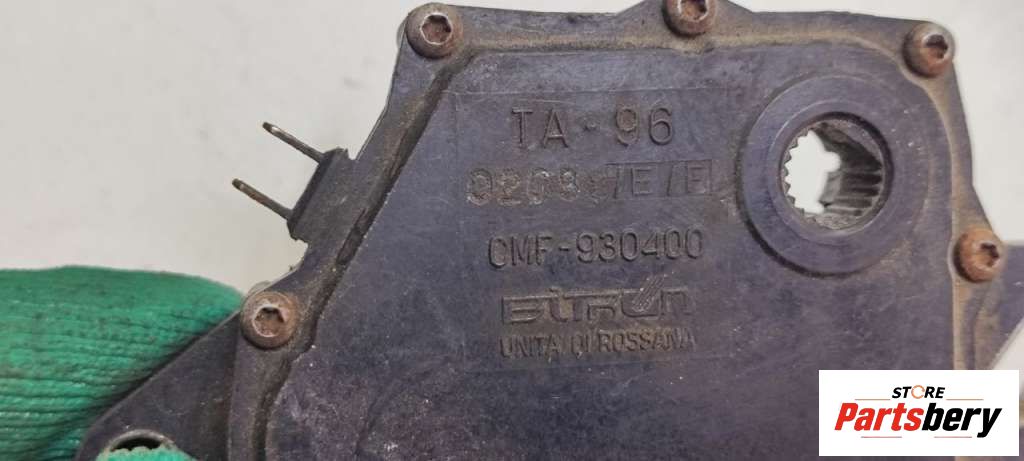 TA-96
CMF-930400
BITRON
UNITA DI ROSSANA
STORE
Partsbery